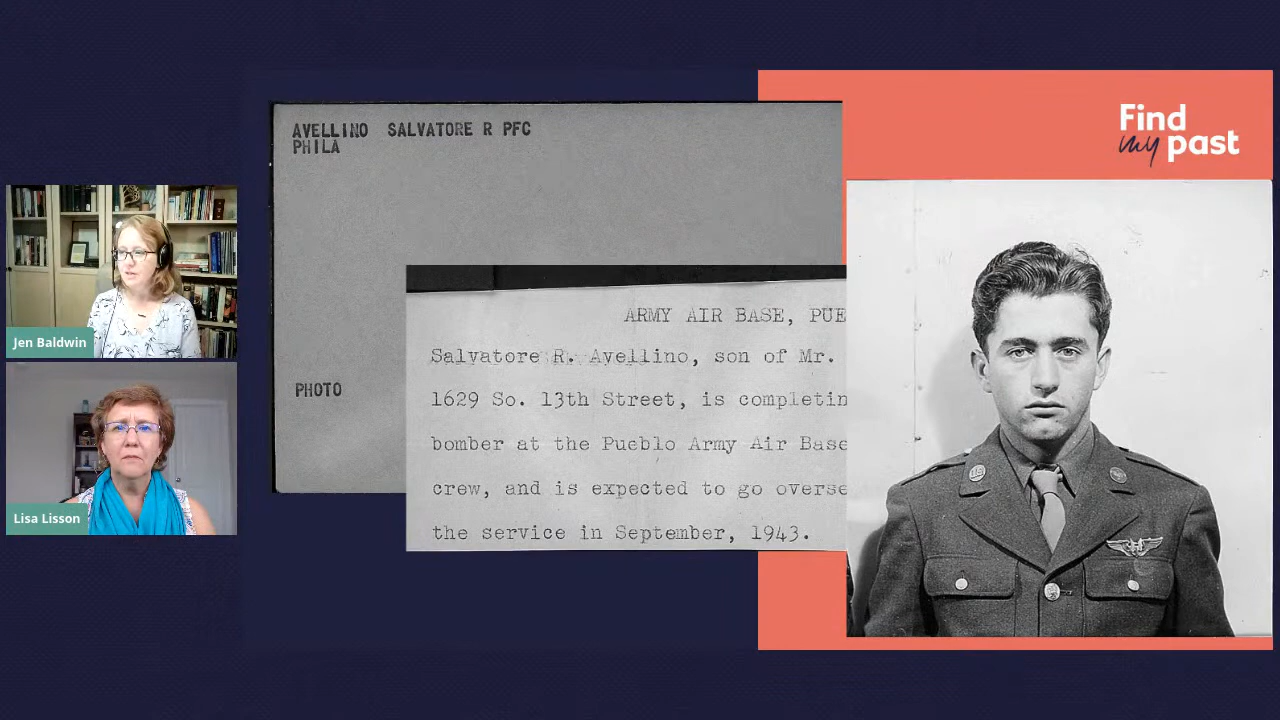 AVELLINO SALVATORE R PFC
PHILA
PHOTO
ARMY AIR BASE, PUE
Salvatore R. Avellino, son of Mr.
1629 So. 13th Street, is completin
bomber at the Pueblo Army Air Base
crew, and is expected to go overse
the service in September, 1943.
Find
my past
Jen Baldwin
Lisa Lisson